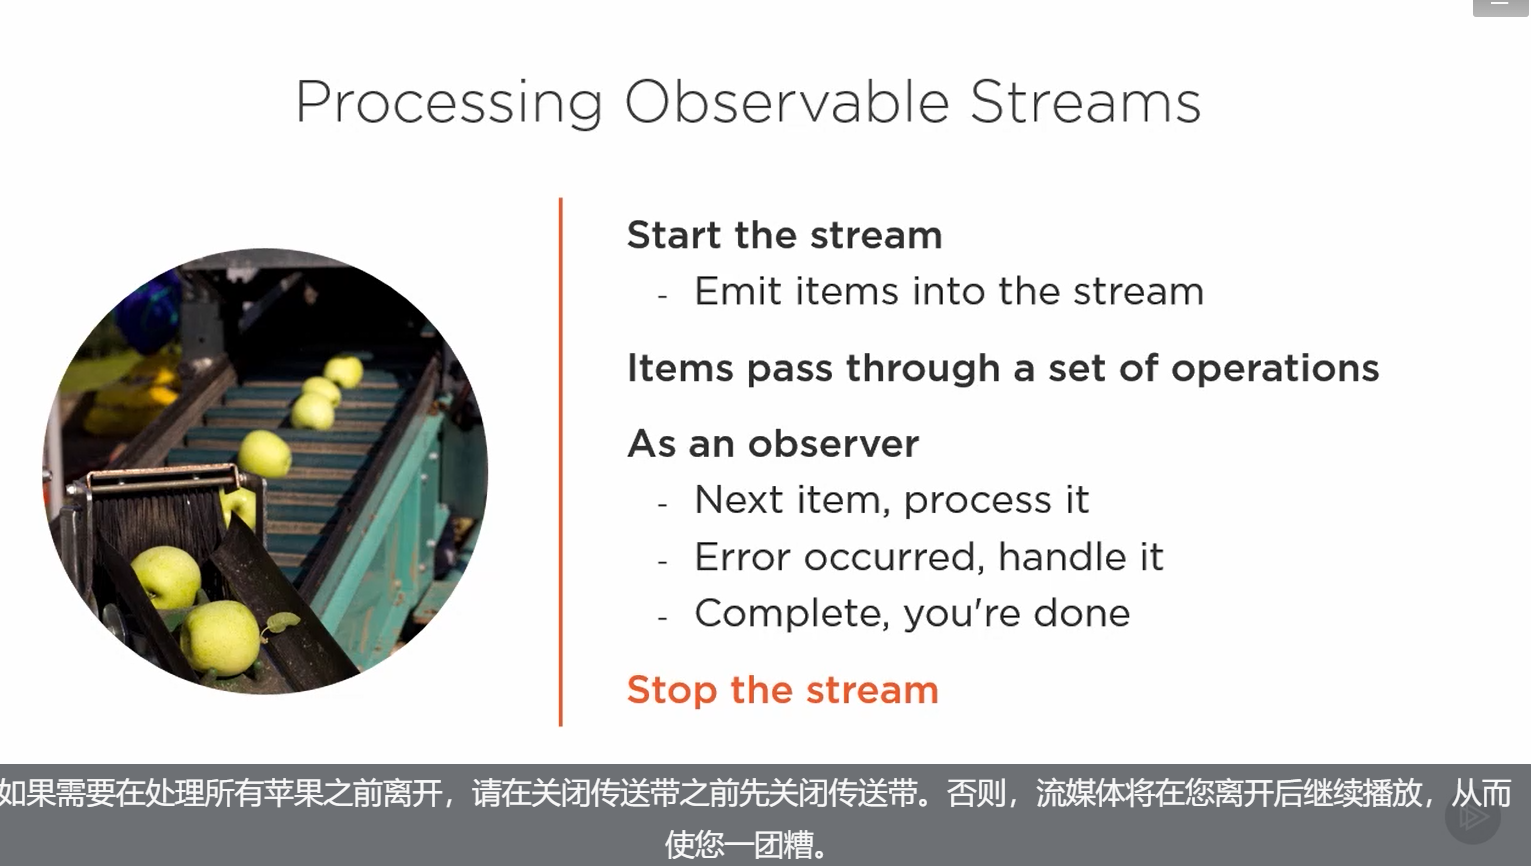 Processing Observable Streams
Start the stream
- Emit items into the stream
Items pass through a set of operations
As an observer
- Next item, process it
- Error occurred, handle it
- Complete, you're done
Stop the stream
如果需要在处理所有苹果之前离开，请在关闭传送带之前先关闭传送带。否则，流媒体将在您离开后继续播放，从而
使您一团糟。